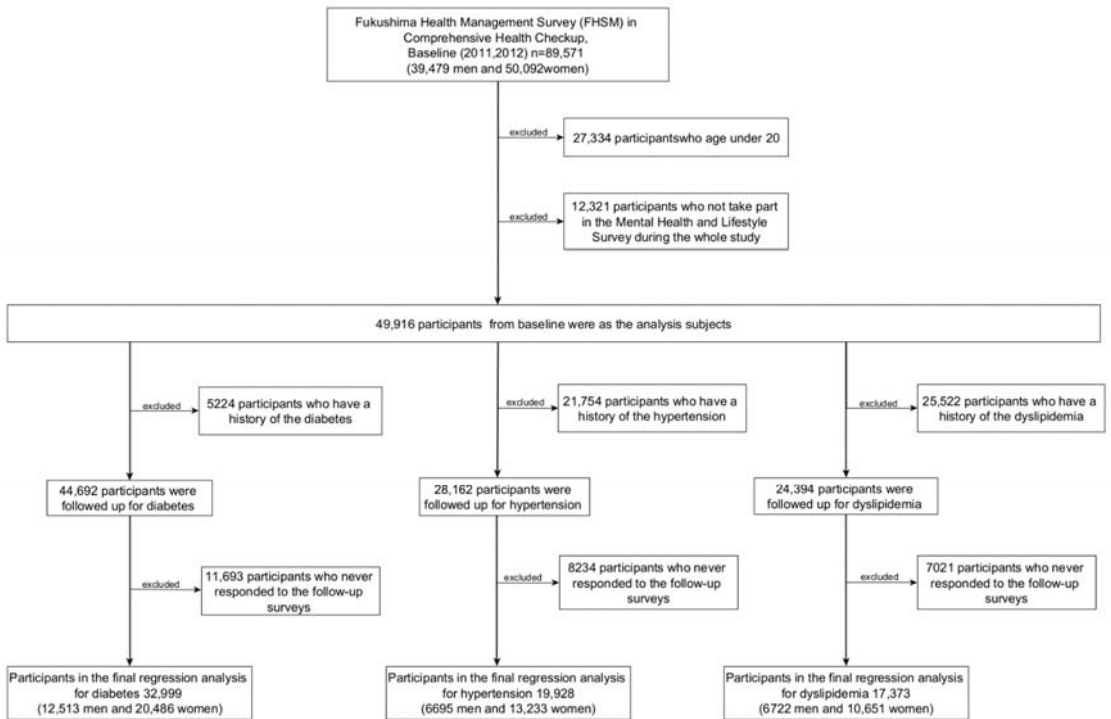 Fukushima Health Management Survey (FHSM) in
Comprehensive Health Checkup,
Baseline (2011,2012) n=89,571
(39,479 men and 50,092women)
excluded
27,334 participantswho age under 20
excluded
12,321 participants who not take part
in the Mental Health and Lifestyle
Survey during the whole study
49,916 participants from baseline were as the analysis subjects
excluded
5224 participants who have a
history of the diabetes
excluded
21,754 participants who have a
history of the hypertension
excluded
25,522 participants who have a
history of the dyslipidemia
44,692 participants were
followed up for diabetes
28,162 participants were
followed up for hypertension
24,394 participants were
followed up for dyslipidemia
excluded
11,693 participants who never
responded to the follow-up
surveys
excluded
8234 participants who never
responded to the follow-up
surveys
excluded
7021 participants who never
responded to the follow-up
surveys
Participants in the final regression analysis
for diabetes 32,999
(12,513 men and 20,486 women)
Participants in the final regression analysis
for hypertension 19,928
(6695 men and 13,233 women)
Participants in the final regression analysis
for dyslipidemia 17,373
(6722 men and 10,651 women)